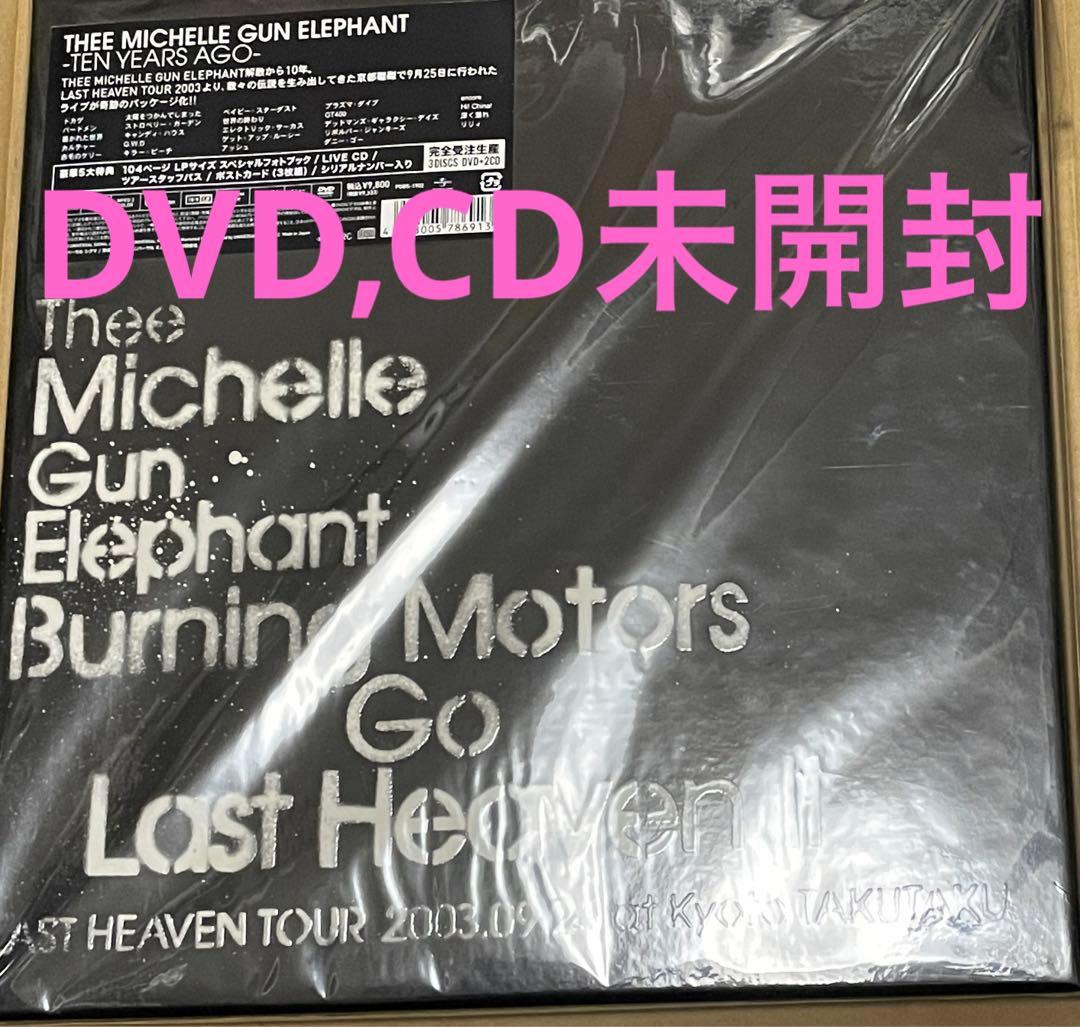 THEE MICHELLE GUN ELEPHANT
-TEN YEARS AGO-
THEE MICHELLE GUN ELEPHANT解散から10年。
LAST HEAVEN TOUR 2003より、数々の伝説を生み出してきた京都磔磔で9月25日に行われた
ライブが奇跡のパッケージ化!!
トカゲ
バードメン
暴かれた世界
カルチャー
赤毛のケリー
太陽をつかんでしまった
ストロベリー・ガーデン
キャンディ・ハウス
G.W.D
キラー・ビーチ
ベイビー・スターダスト
世界の終わり
エレクトリック・サーカス
ゲット・アップ・ルーシー
アッシュ
プラズマ・ダイブ
GT400
デッドマンズ・ギャラクシー・デイズ
リボルバー・ジャンキーズ
ダニー・ゴー
encore
Hi! China!
深く潜れ
リリィ
豪華5大特典 104ページ LPサイズ スペシャルフォトブック / LIVE CD /
ツアースタッフパス / ポストカード(3枚組) / シリアルナンバー入り
完全受注生産
3DISCS DVD+2CD
税込¥9,800
DVD,CD未開封
Thee
Michelle
Gun
Elephant
Burning Motors
Go
Last Heaven II
AST HEAVEN TOUR 2003.09 at Kyoto TAKUTAKU